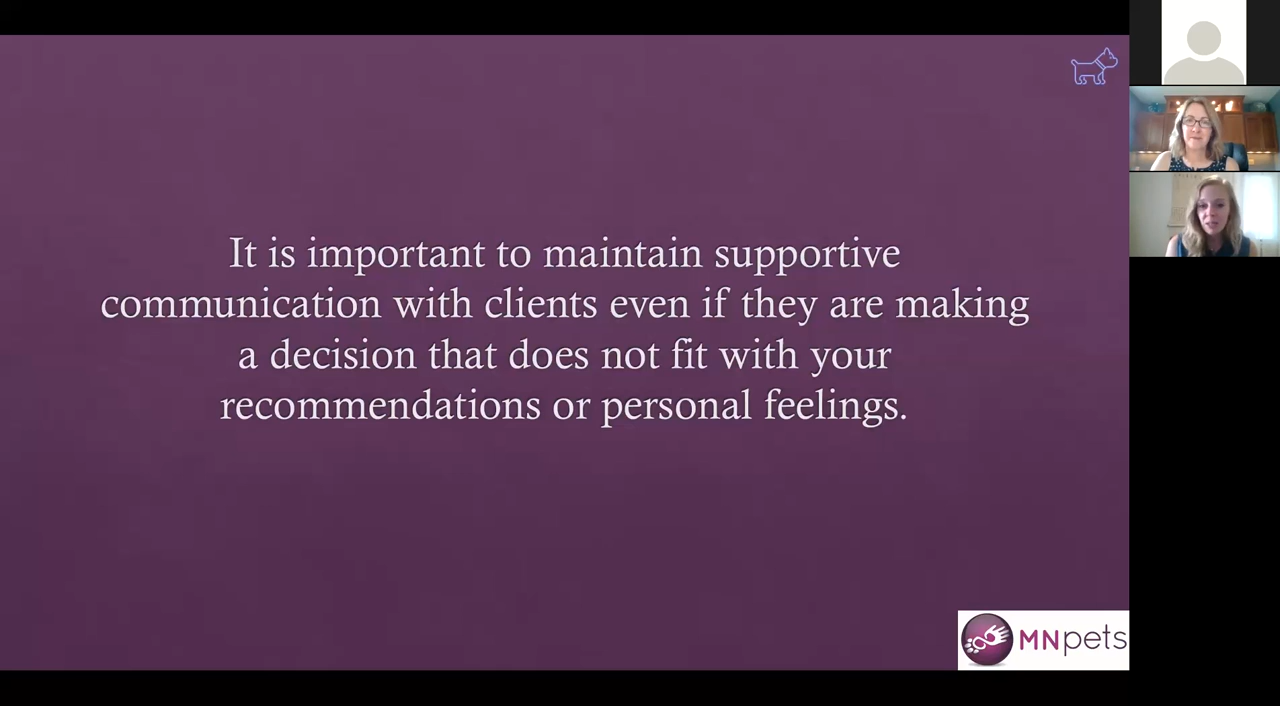 It is important to maintain supportive
communication with clients even if they are making
a decision that does not fit with your
recommendations or personal feelings.
MNpets